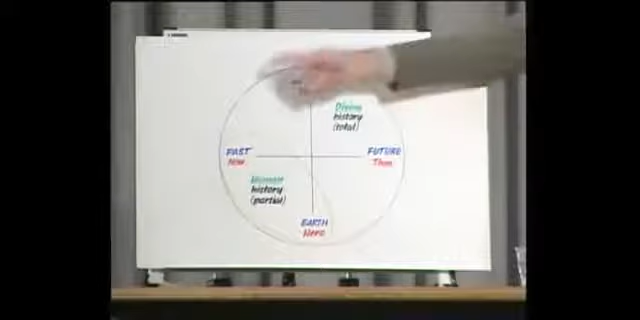 Divine
history
(total)
PAST
Now
FUTURE
Then
Human
history
(partial)
EARTH
Here